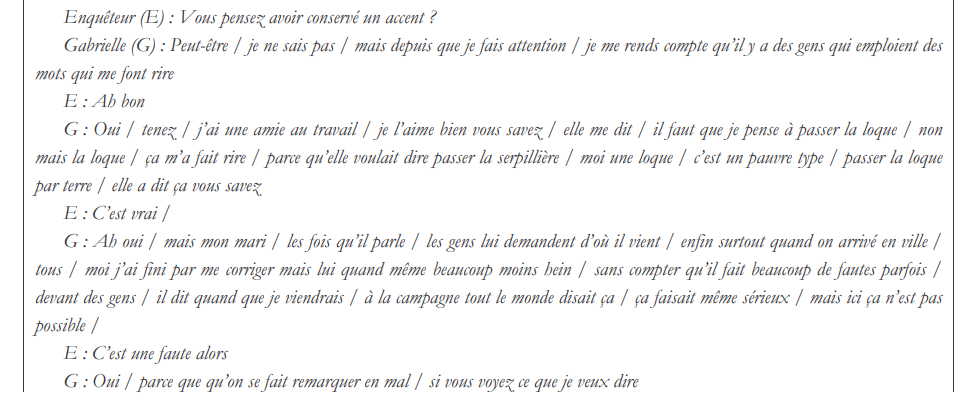 Enquêteur (E) : Vous pensez avoir conservé un accent ?
Gabrielle (G) : Peut-être / je ne sais pas / mais depuis que je fais attention / je me rends compte qu'il y a des gens qui emploient des
mots qui me font rire
E : Ah bon
G : Oui / tenez / j'ai une amie au travail / je l'aime bien vous savez / elle me dit / il faut que je pense à passer la loque / non
mais la loque / ça m'a fait rire / parce qu'elle voulait dire passer la serpillière / moi une loque / c'est un pauvre type / passer la loque
par terre / elle a dit ça vous savez
E : C'est vrai /
G : Ah oui / mais mon mari / les fois qu'il parle / les gens lui demandent d'où il vient / enfin surtout quand on arrivé en ville /
tous / moi j'ai fini par me corriger mais lui quand même beaucoup moins hein / sans compter qu'il fait beaucoup de fautes parfois /
devant des gens / il dit quand que je viendrais / à la campagne tout le monde disait ça / ça faisait même sérieux / mais ici ça n'est pas
possible /
E : C'est une faute alors
G : Oui / parce que qu'on se fait remarquer en mal / si vous voyez ce que je veux dire